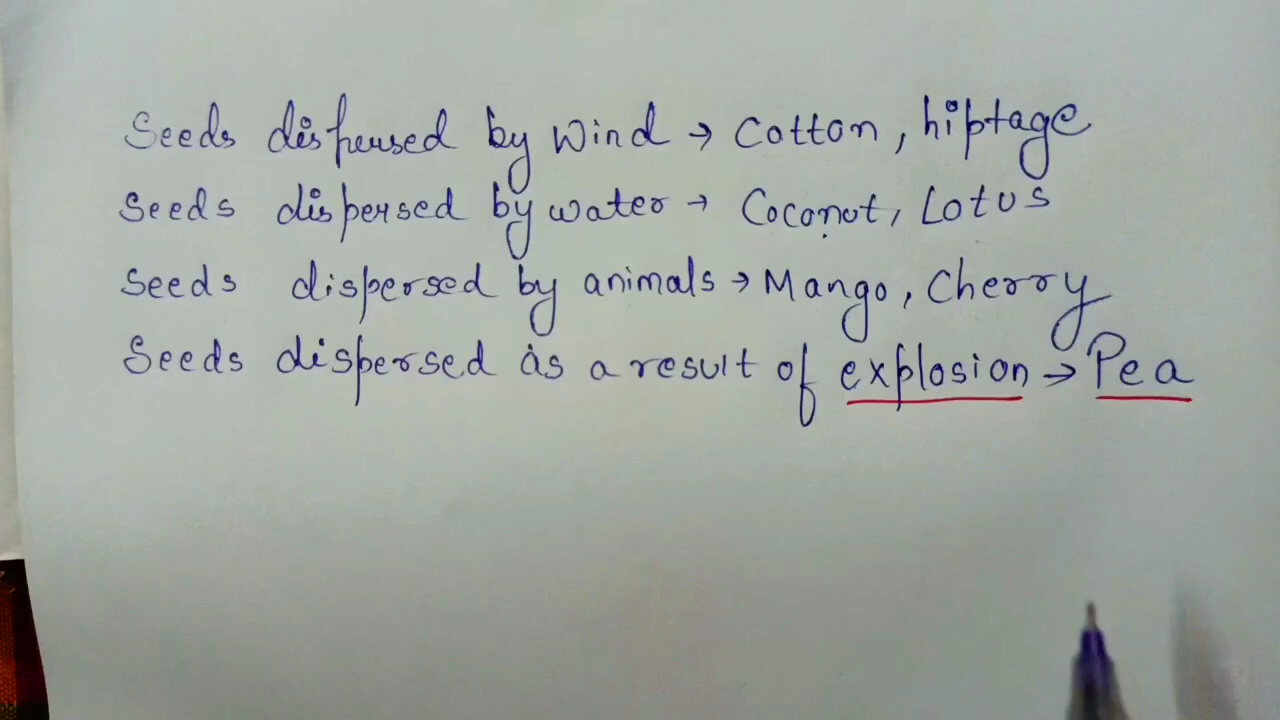 Seeds dispersed by Wind → Cotton, hiptage
Seeds dispersed by water → Coconut, Lotus
Seeds dispersed by animals → Mango, Cherry
Seeds dispersed as a result of explosion → Pea